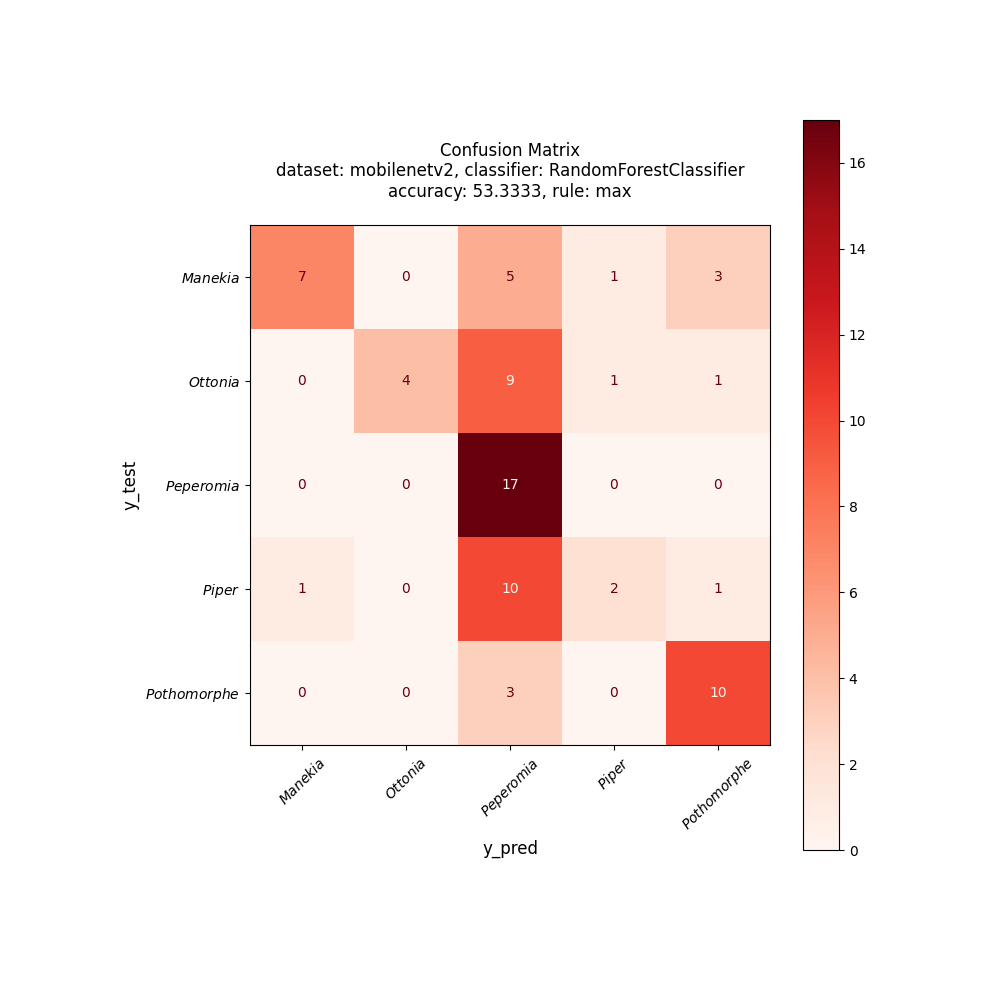 Confusion Matrix
dataset: mobilenetv2, classifier: RandomForestClassifier
accuracy: 53.3333, rule: max
Manekia 7 0 5 1 3
Ottonia 0 4 9 1 1
Peperomia 0 0 17 0 0
Piper 1 0 10 2 1
Pothomorphe 0 0 3 0 10
y_test
Manekia Ottonia Peperomia Piper Pothomorphe
y_pred
16
14
12
10
8
6
4
2
0